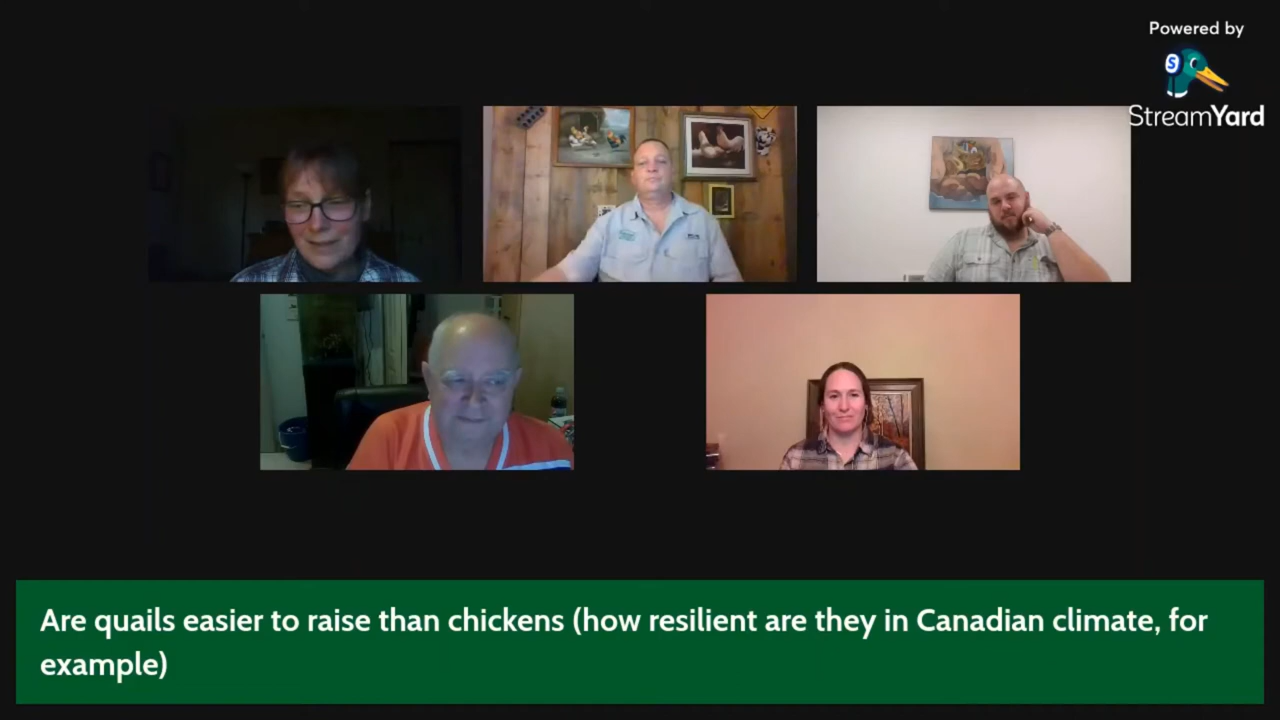 Powered by
S
StreamYard
Are quails easier to raise than chickens (how resilient are they in Canadian climate, for
example)